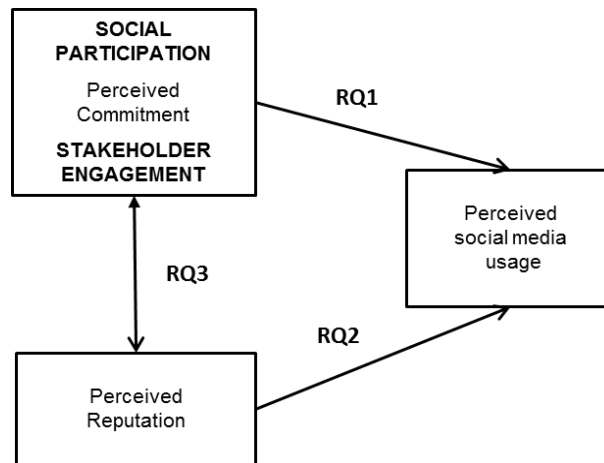 SOCIAL
PARTICIPATION
Perceived
Commitment
STAKEHOLDER
ENGAGEMENT
RQ1
Perceived
social media
usage
RQ3
RQ2
Perceived
Reputation